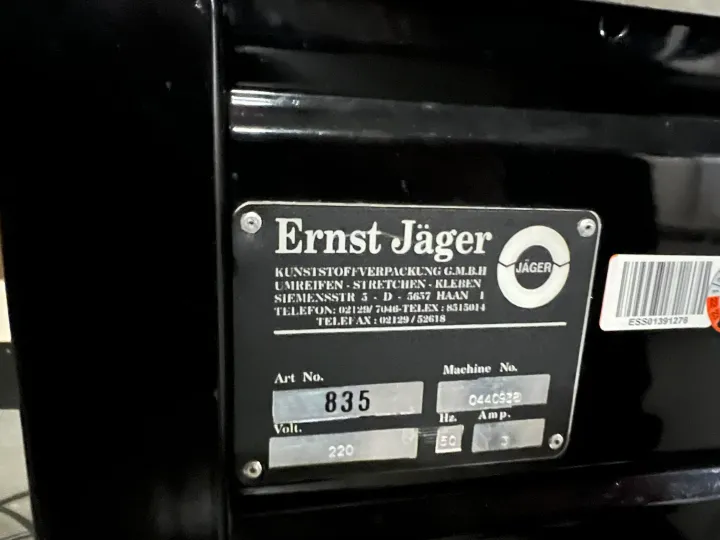 Ernst Jäger
JÄGER
KUNSTSTOFFVERPACKUNG G.M.B.H
UMREIFEN - STRETCHEN - KLEBEN
SIEMENSSTR 5 - D - 5657 HAAN 1
TELEFON: 02129/ 7046-TELEX: 8515014
TELEFAX: 02129 / 52618
Art No.
Machine No.
835
Volt.
Hz.
Amp.
220
50
3
ESS01391276